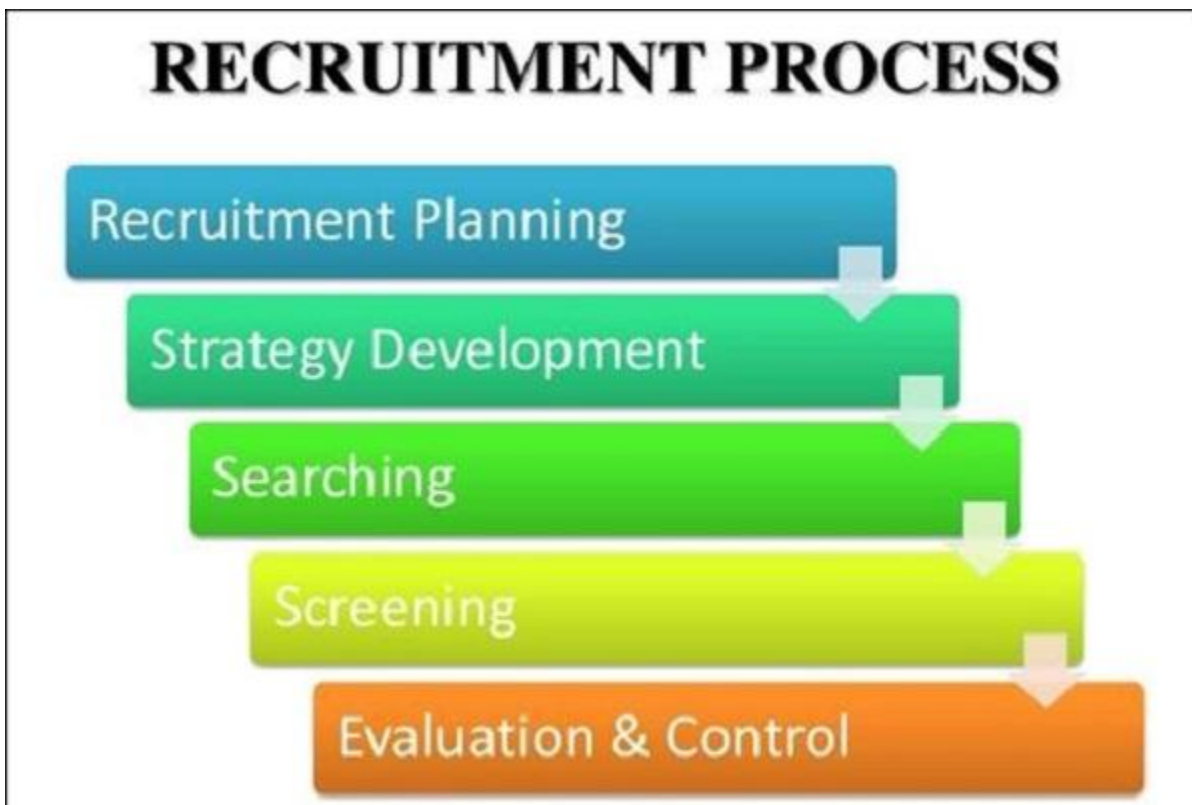 RECRUITMENT PROCESS
Recruitment Planning
Strategy Development
Searching
Screening
Evaluation & Control